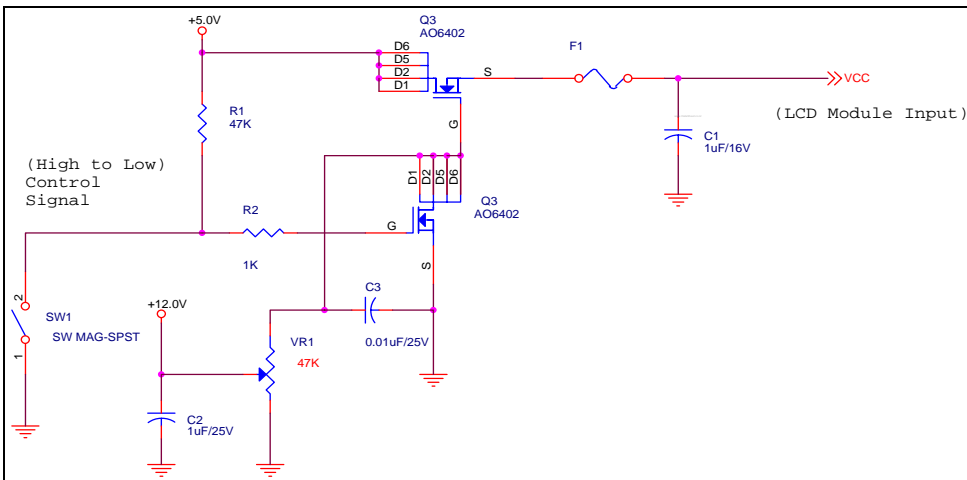 +5.0V
Q3
AO6402
D6
D5
D2
D1
S
G
F1
VCC
(LCD Module Input)
C1
1uF/16V
R1
47K
(High to Low)
Control
Signal
D1
D2
D5
D6
Q3
AO6402
G
S
R2
1K
2
1
SW1
SW MAG-SPST
+12.0V
C3
0.01uF/25V
VR1
47K
C2
1uF/25V